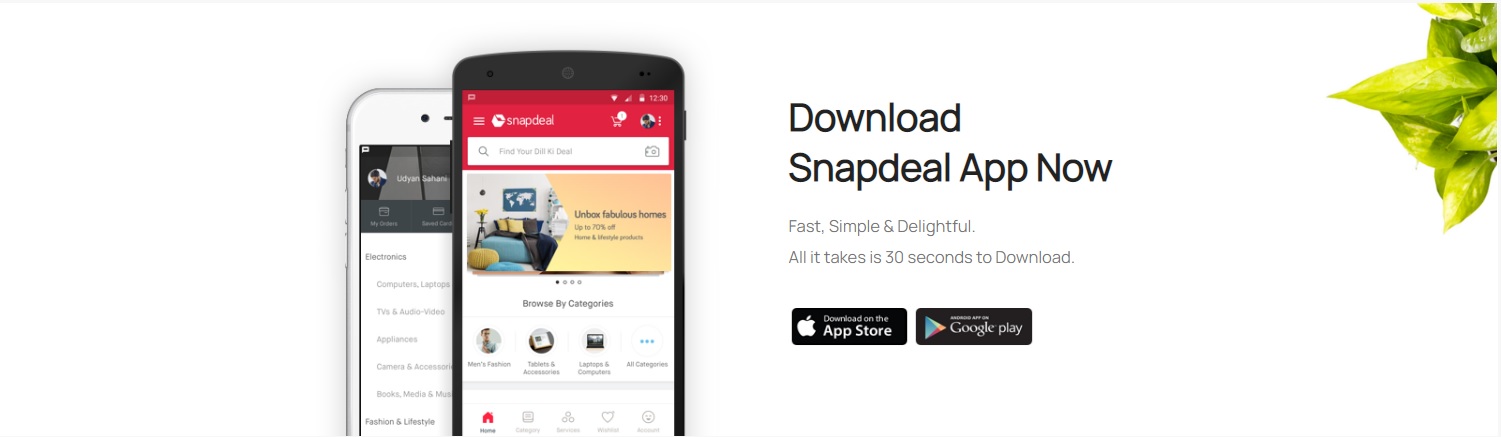 Udyan Sahani
My Orders
Saved Card
Electronics
Computers, Laptops
TVs & Audio-Video
Appliances
Camera & Accessorie
Books, Media & Mus
Fashion & Lifestyle
12:30
snapdeal
1
Find Your Dill Ki Deal
Unbox fabulous homes
Up to 70% off
Home & lifestyle products
Browse By Categories
Men's Fashion
Tablets &
Accessories
Laptops &
Computers
All Categories
Home
Category
Services
Wishlist
Account
Download
Snapdeal App Now
Fast, Simple & Delightful.
All it takes is 30 seconds to Download.
Download on the
App Store
ANDROID APP ON
Google play